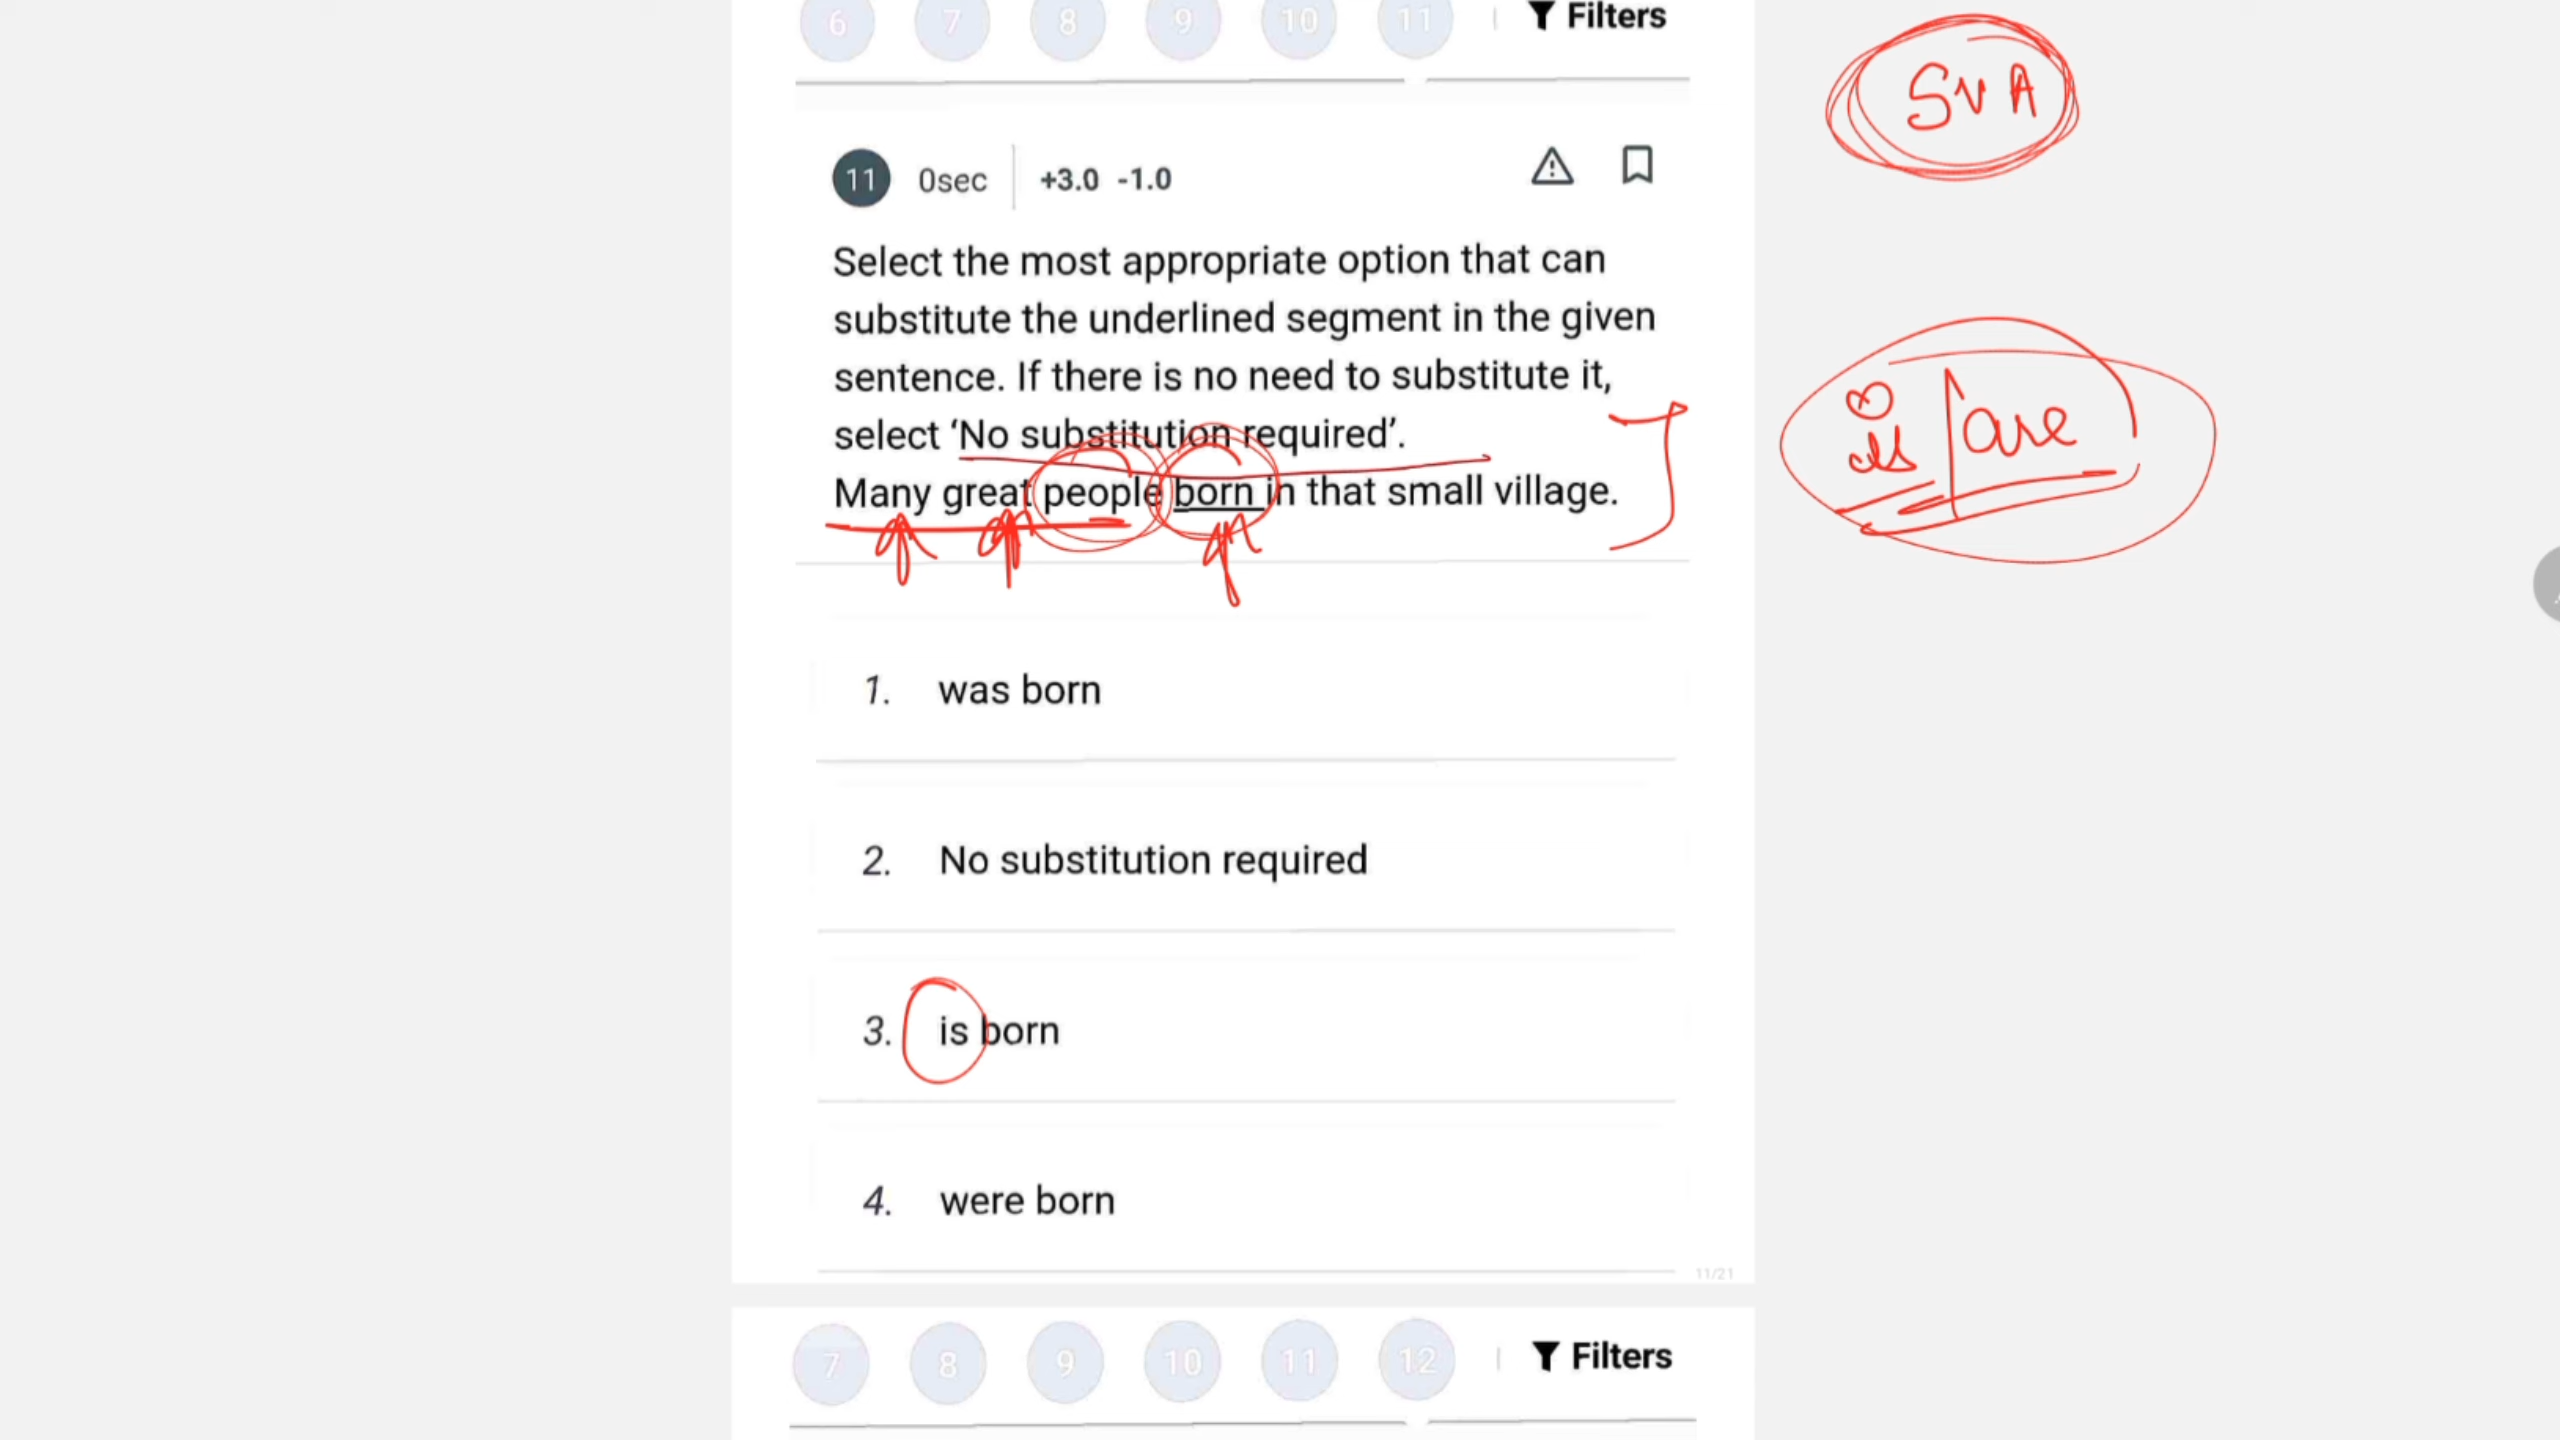 6 7 8 9 10 11 Filters
SVA
11 0sec +3.0 -1.0
Select the most appropriate option that can
substitute the underlined segment in the given
sentence. If there is no need to substitute it,
select ‘No substitution required’.
Many great people born in that small village.
is/are
1. was born
2. No substitution required
3. is born
4. were born
11/21
7 8 9 10 11 12 Filters